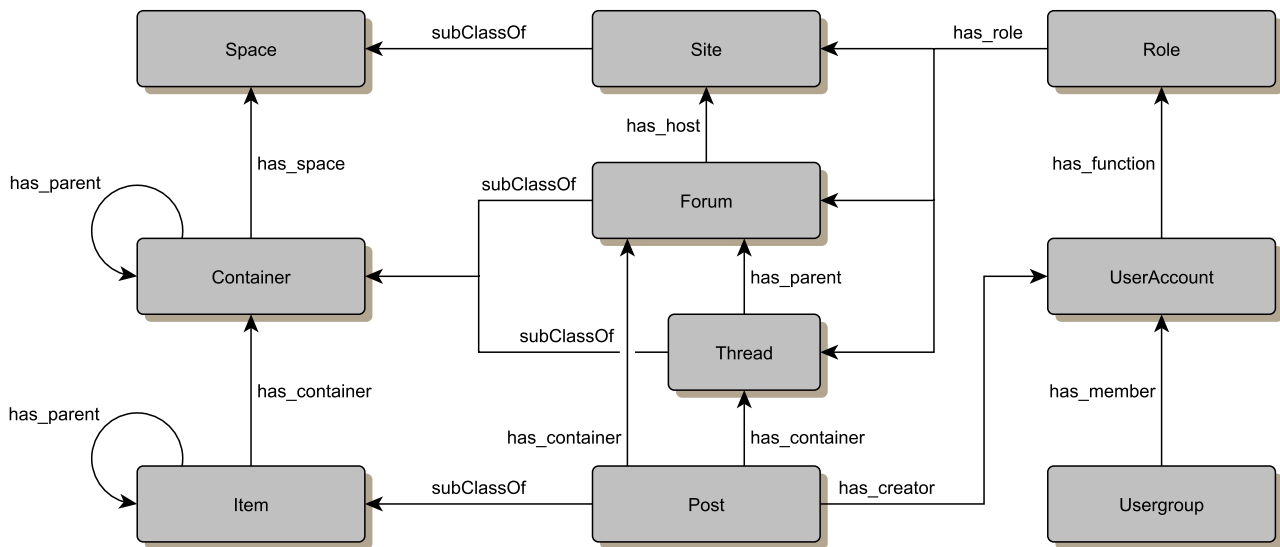 subClassOf
has_role
Space
Site
Role
has_host
has_space
has_function
has_parent
subClassOf
Forum
Container
has_parent
UserAccount
subClassOf
Thread
has_container
has_member
has_parent
has_container
has_container
subClassOf
has_creator
Item
Post
Usergroup